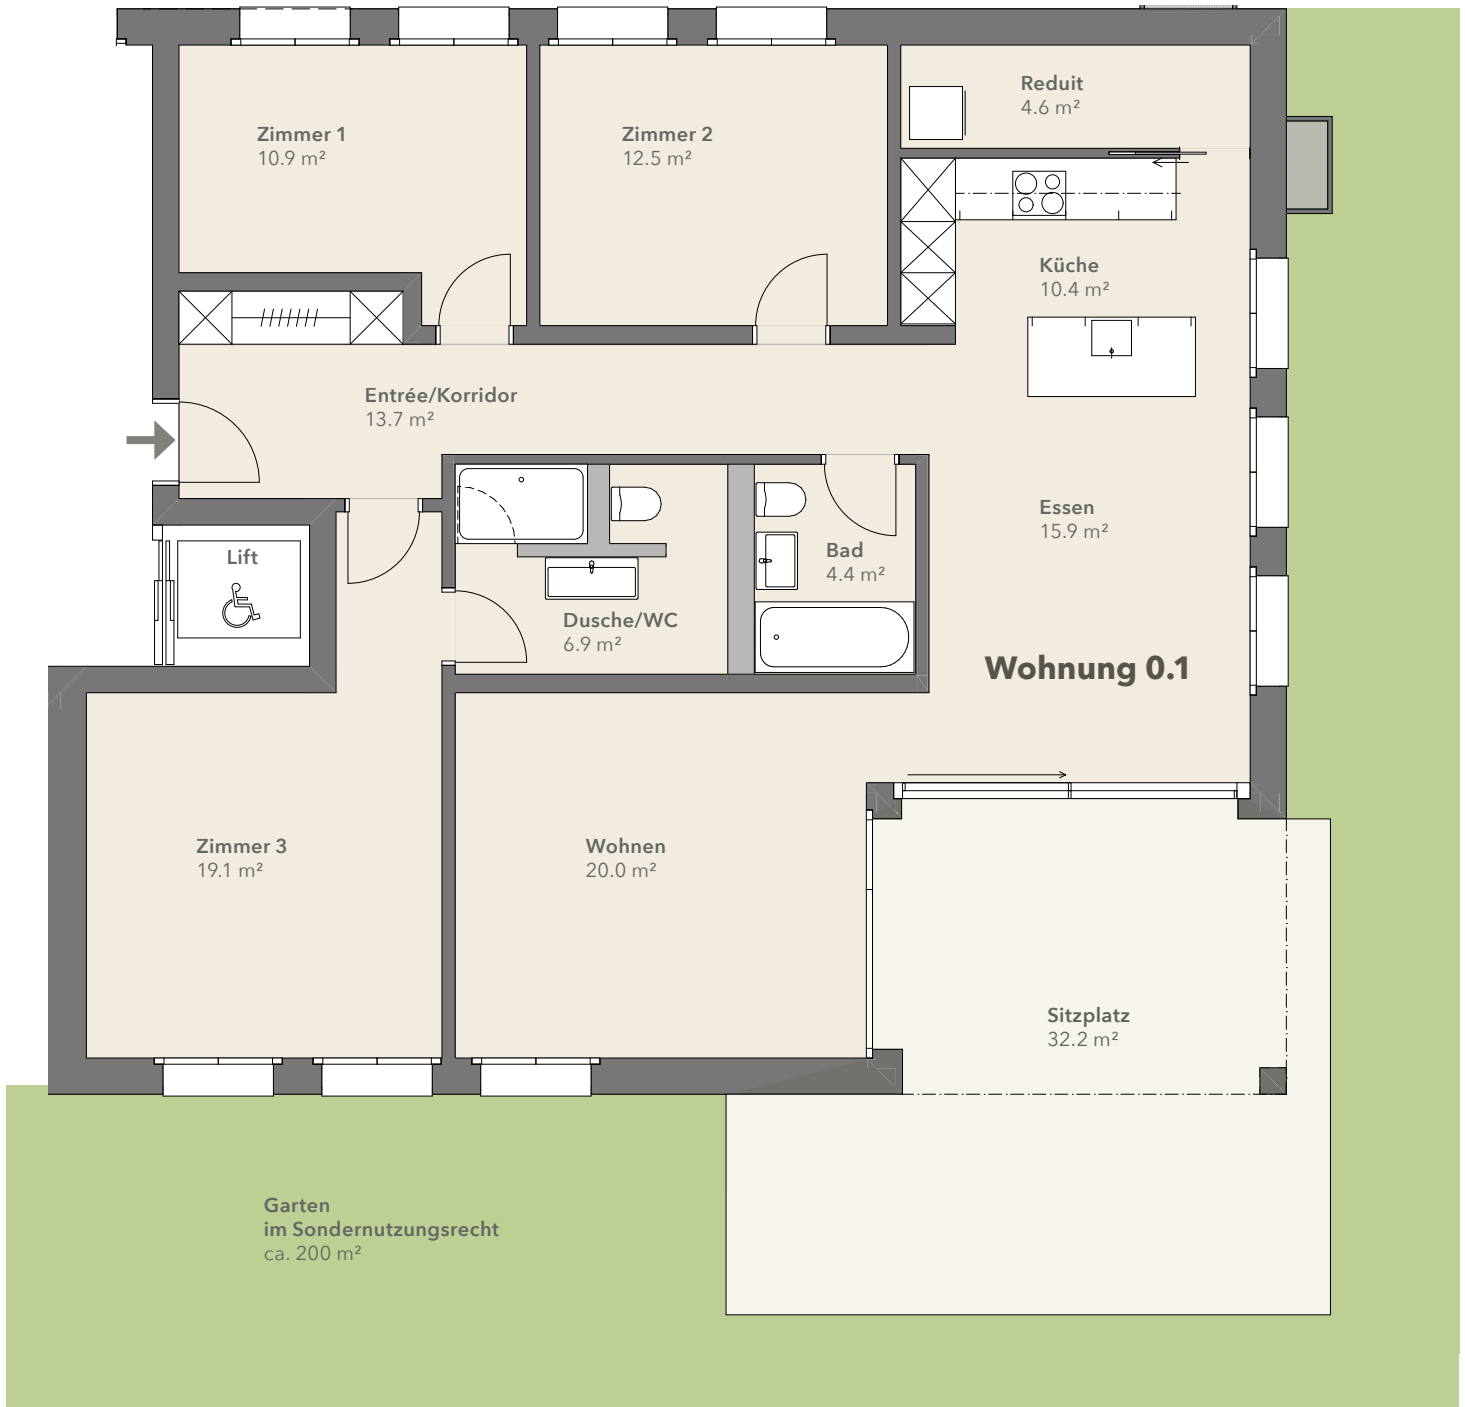 Reduit
4.6 m²
Zimmer 1
10.9 m²
Zimmer 2
12.5 m²
Küche
10.4 m²
Entrée/Korridor
13.7 m²
Essen
15.9 m²
Lift
Bad
4.4 m²
Dusche/WC
6.9 m²
Wohnung 0.1
Zimmer 3
19.1 m²
Wohnen
20.0 m²
Sitzplatz
32.2 m²
Garten
im Sondernutzungsrecht
ca. 200 m²